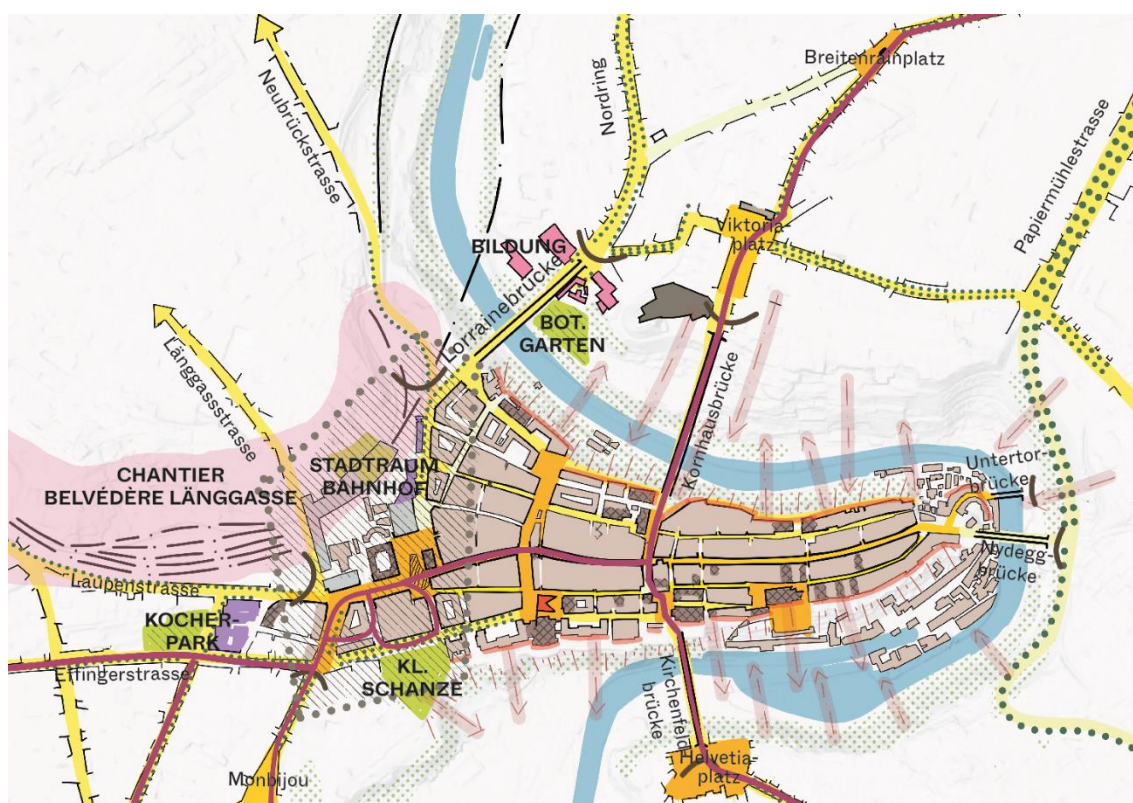 Breitenrainplatz
Neubrückstrasse
Nordring
Papiermühlestrasse
Viktoria-
platz
BILDUNG
Lorrainebrücke
BOT.
GARTEN
Länggassstrasse
Kornhausbrücke
CHANTIER
BELVÉDÈRE LÄNGGASSE
STADTRAUM
BAHNHOF
Untertor-
brücke
Nydegg-
brücke
Laupenstrasse
KOCHER-
PARK
Effingerstrasse
KL.
SCHANZE
Kirchenfeld-
brücke
Helvetia-
platz
Monbijou